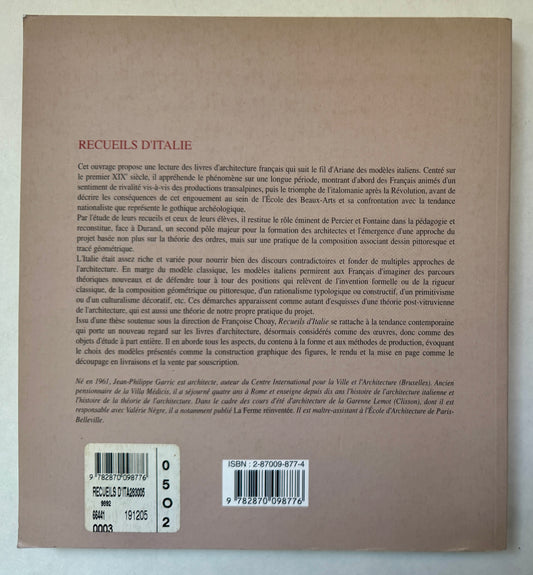 RECUEILS D'ITALIE
Cet ouvrage propose une lecture des livres d'architecture français qui suit le fil d'Ariane des modèles italiens. Centré sur
le premier XIXe siècle, il appréhende le phénomène sur une longue période, montrant d'abord des Français animés d'un
sentiment de rivalité vis-à-vis des productions transalpines, puis le triomphe de l'italomanie après la Révolution, avant de
décrire les conséquences de cet engouement au sein de l'École des Beaux-Arts et sa confrontation avec la tendance
nationaliste que représente le gothique archéologique.
Par l'étude de leurs recueils et ceux de leurs élèves, il restitue le rôle éminent de Percier et Fontaine dans la pédagogie et
reconstitue, face à Durand, un second pôle majeur pour la formation des architectes et l'émergence d'une approche du
projet basée non plus sur la théorie des ordres, mais sur une pratique de la composition associant dessin pittoresque et
tracé géométrique.
L'Italie était assez riche et variée pour nourrir bien des discours contradictoires et fonder de multiples approches de
l'architecture. En marge du modèle classique, les modèles italiens permirent aux Français d'imaginer des parcours
théoriques nouveaux et de défendre tour à tour des positions qui relèvent de l'invention formelle ou de la rigueur
classique, de la composition géométrique ou pittoresque, d'un rationalisme typologique ou constructif, d'un primitivisme
ou d'un culturalisme décoratif, etc. Ces démarches apparaissent comme autant d'esquisses d'une théorie post-vitruvienne
de l'architecture, qui est aussi une théorie de notre propre pratique du projet.
Issu d'une thèse soutenue sous la direction de Françoise Choay, Recueils d'Italie se rattache à la tendance contemporaine
qui porte un nouveau regard sur les livres d'architecture, désormais considérés comme des œuvres, donc comme des
objets d'étude à part entière. Il en aborde tous les aspects, du contenu à la forme et aux méthodes de production, évoquant
le choix des modèles présentés comme la construction graphique des figures, le rendu et la mise en page comme le
découpage en livraisons et la vente par souscription.
Né en 1961, Jean-Philippe Garric est architecte, auteur du Centre International pour la Ville et l'Architecture (Bruxelles). Ancien
pensionnaire de la Villa Médicis, il a séjourné quatre ans à Rome et enseigne depuis dix ans l'histoire de l'architecture italienne et
l'histoire de la théorie de l'architecture. Dans le cadre des cours d'été d'architecture de la Garenne Lemot (Clisson), dont il est
responsable avec Valérie Nègre, il a notamment publié La Ferme réinventée. Il est maître-assistant à l'École d'Architecture de Paris-
Belleville.
9 782870 098776
RECUEILS D'ITA283005
9992
66441 191205
0003
0502
ISBN : 2-87009-877-4
9 782870 098776